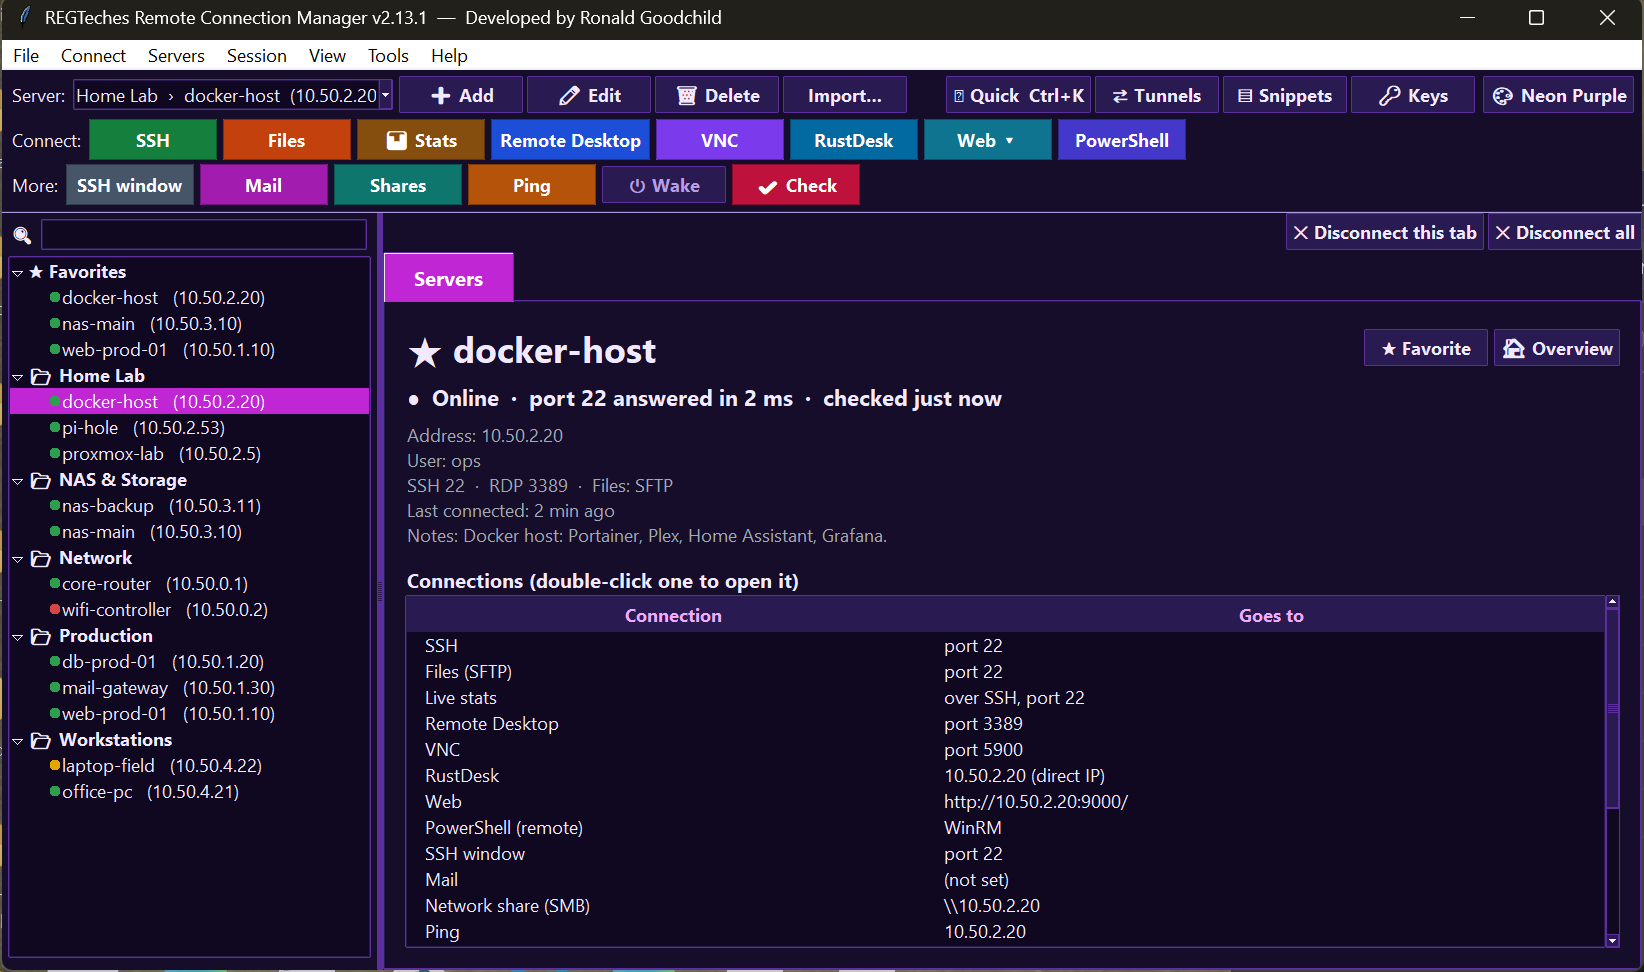 REGTeches Remote Connection Manager v2.13.1 — Developed by Ronald Goodchild
File Connect Servers Session View Tools Help
Server: Home Lab › docker-host (10.50.2.20 Add Edit Delete Import... Quick Ctrl+K Tunnels Snippets Keys Neon Purple
Connect: SSH Files Stats Remote Desktop VNC RustDesk Web PowerShell
More: SSH window Mail Shares Ping Wake Check
Disconnect this tab Disconnect all
Favorites
docker-host (10.50.2.20)
nas-main (10.50.3.10)
web-prod-01 (10.50.1.10)
Home Lab
docker-host (10.50.2.20)
pi-hole (10.50.2.53)
proxmox-lab (10.50.2.5)
NAS & Storage
nas-backup (10.50.3.11)
nas-main (10.50.3.10)
Network
core-router (10.50.0.1)
wifi-controller (10.50.0.2)
Production
db-prod-01 (10.50.1.20)
mail-gateway (10.50.1.30)
web-prod-01 (10.50.1.10)
Workstations
laptop-field (10.50.4.22)
office-pc (10.50.4.21)
Servers
★ docker-host
★ Favorite Overview
● Online · port 22 answered in 2 ms · checked just now
Address: 10.50.2.20
User: ops
SSH 22 · RDP 3389 · Files: SFTP
Last connected: 2 min ago
Notes: Docker host: Portainer, Plex, Home Assistant, Grafana.
Connections (double-click one to open it)
Connection Goes to
SSH port 22
Files (SFTP) port 22
Live stats over SSH, port 22
Remote Desktop port 3389
VNC port 5900
RustDesk 10.50.2.20 (direct IP)
Web http://10.50.2.20:9000/
PowerShell (remote) WinRM
SSH window port 22
Mail (not set)
Network share (SMB) \\10.50.2.20
Ping 10.50.2.20